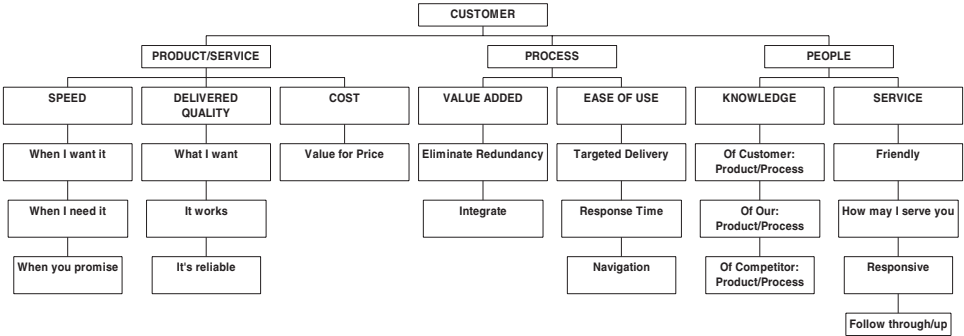 CUSTOMER
PRODUCT/SERVICE
PROCESS
PEOPLE
SPEED
DELIVERED
QUALITY
COST
VALUE ADDED
EASE OF USE
KNOWLEDGE
SERVICE
When I want it
What I want
Value for Price
Eliminate Redundancy
Targeted Delivery
Of Customer:
Product/Process
Friendly
When I need it
It works
Integrate
Response Time
Of Our:
Product/Process
How may I serve you
When you promise
It's reliable
Navigation
Of Competitor:
Product/Process
Responsive
Follow through/up